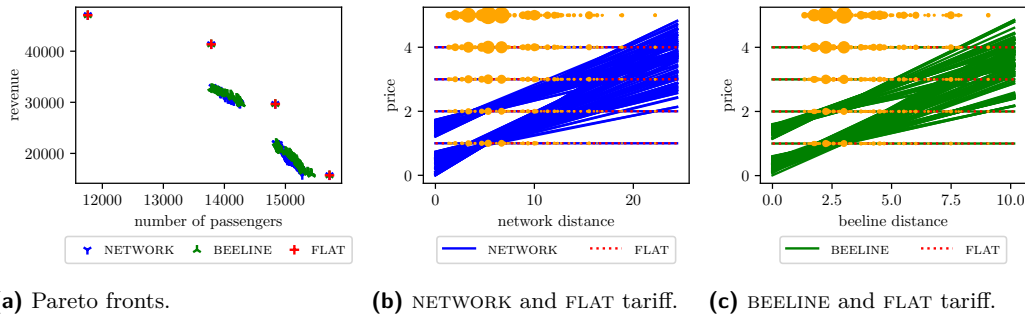 revenue
40000
30000
20000
12000 13000 14000 15000
number of passengers
NETWORK BEELINE FLAT
(a) Pareto fronts.
price
4
2
0
0 10 20
network distance
NETWORK FLAT
(b) NETWORK and FLAT tariff.
price
4
2
0
0.0 2.5 5.0 7.5 10.0
beeline distance
BEELINE FLAT
(c) BEELINE and FLAT tariff.